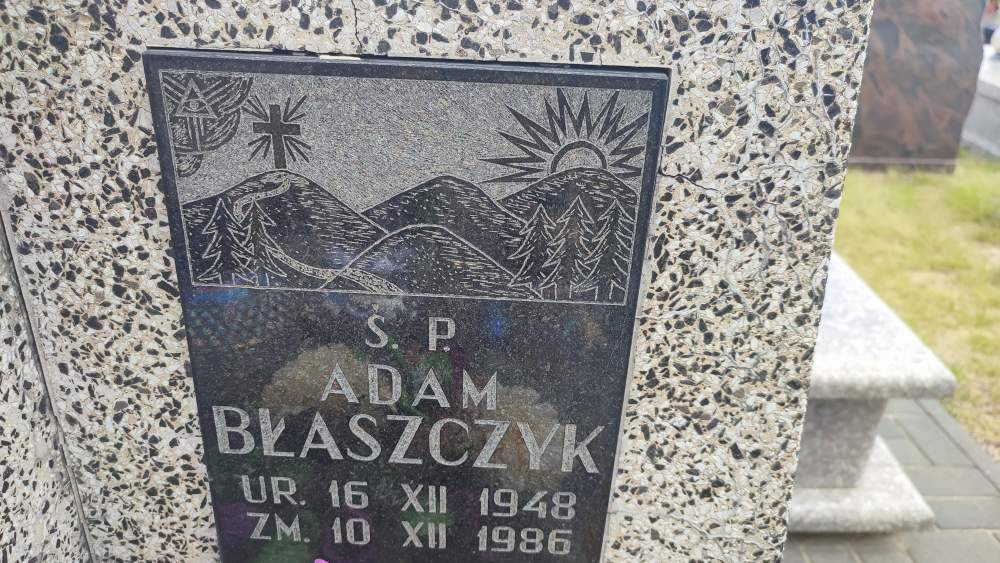 Ś. P.
ADAM
BŁASZCZYK
UR. 16 XII 1948
ZM. 10 XII 1986